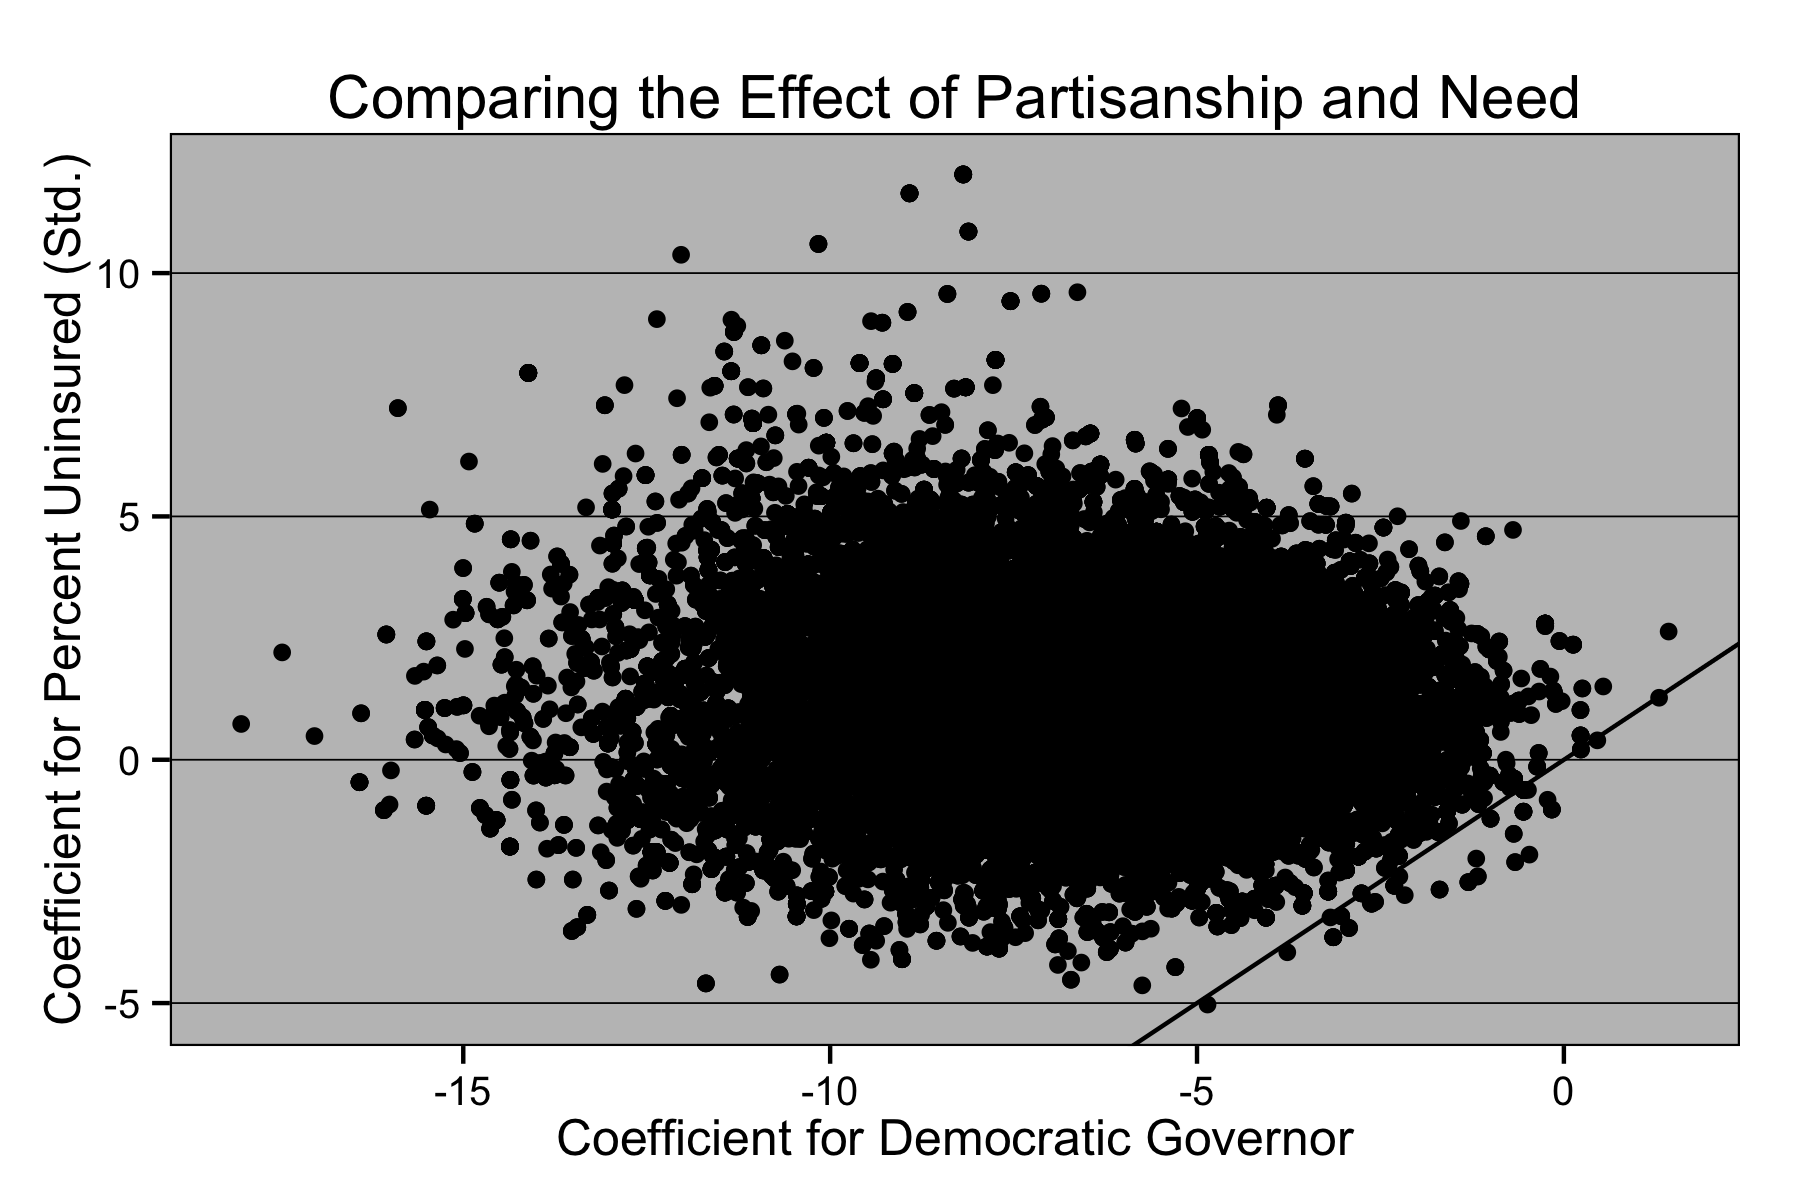 Comparing the Effect of Partisanship and Need
Coefficient for Percent Uninsured (Std.)
10
5
0
-5
-15
-10
-5
0
Coefficient for Democratic Governor